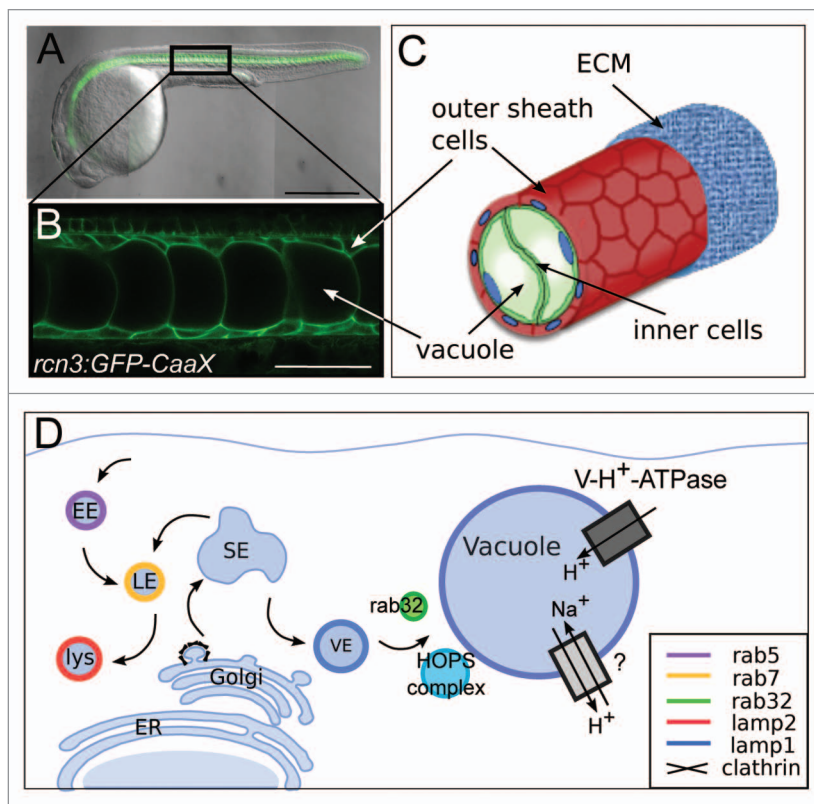 A
B
rcn3:GFP-CaaX
outer sheath
cells
vacuole
C
ECM
inner cells
D
EE
LE
lys
SE
Golgi
ER
VE
rab32
HOPS
complex
Vacuole
V-H⁺-ATPase
H⁺
Na⁺
?
H⁺
rab5
rab7
rab32
lamp2
lamp1
clathrin